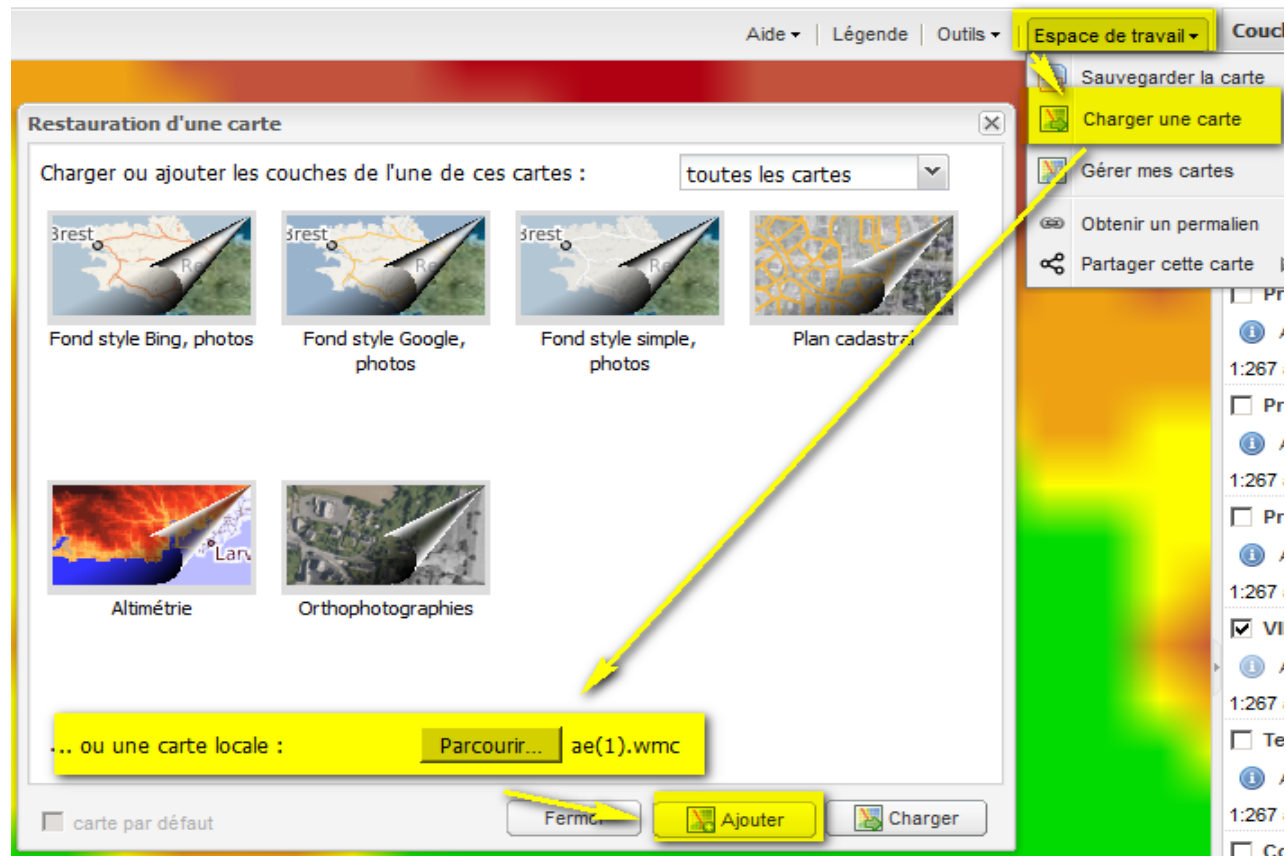 Aide
Légende
Outils
Espace de travail
Sauvegarder la carte
Charger une carte
Gérer mes cartes
Obtenir un permalien
Partager cette carte
Restauration d'une carte
Charger ou ajouter les couches de l'une de ces cartes :
toutes les cartes
Brest
Brest
Brest
Fond style Bing, photos
Fond style Google,
photos
Fond style simple,
photos
Plan cadastral
Altimétrie
Orthophotographies
... ou une carte locale :
Parcourir...
ae(1).wmc
carte par défaut
Fermer
Ajouter
Charger
1:267
1:267
1:267
1:267
1:267